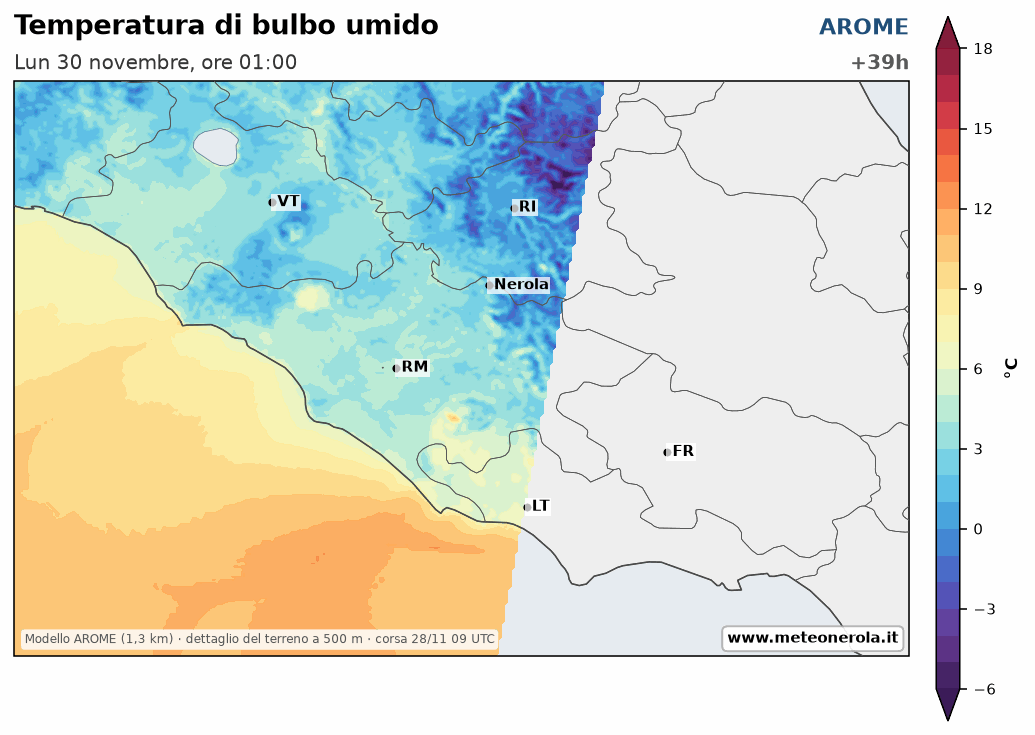 Temperatura di bulbo umido
AROME
Lun 30 novembre, ore 01:00
+39h
18
15
12
9
6
3
0
−3
−6
°C
VT
RI
Nerola
RM
FR
LT
Modello AROME (1,3 km) · dettaglio del terreno a 500 m · corsa 28/11 09 UTC
www.meteonerola.it